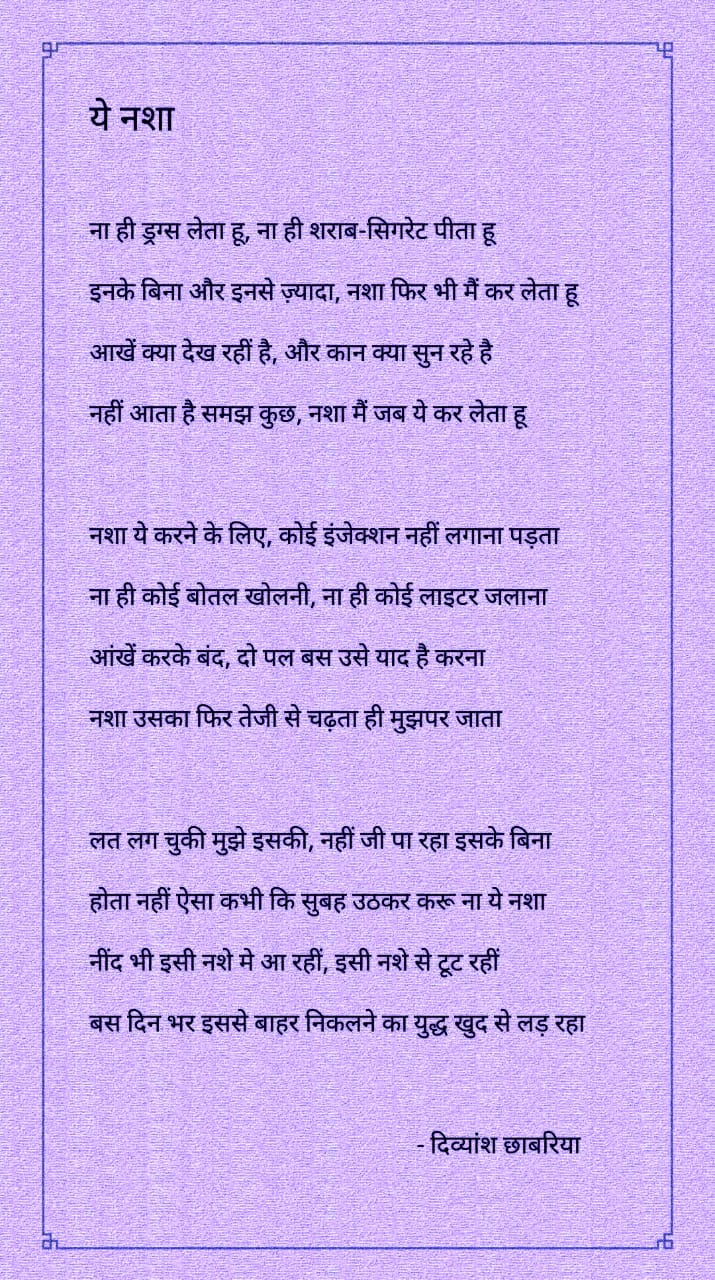 ये नशा
ना ही ड्रग्स लेता हू, ना ही शराब-सिगरेट पीता हू
इनके बिना और इनसे ज़्यादा, नशा फिर भी मैं कर लेता हू
आखें क्या देख रहीं है, और कान क्या सुन रहे है
नहीं आता है समझ कुछ, नशा मैं जब ये कर लेता हू
नशा ये करने के लिए, कोई इंजेक्शन नहीं लगाना पड़ता
ना ही कोई बोतल खोलनी, ना ही कोई लाइटर जलाना
आंखें करके बंद, दो पल बस उसे याद है करना
नशा उसका फिर तेजी से चढ़ता ही मुझपर जाता
लत लग चुकी मुझे इसकी, नहीं जी पा रहा इसके बिना
होता नहीं ऐसा कभी कि सुबह उठकर करू ना ये नशा
नींद भी इसी नशे मे आ रहीं, इसी नशे से टूट रहीं
बस दिन भर इससे बाहर निकलने का युद्ध खुद से लड़ रहा
- दिव्यांश छाबरिया